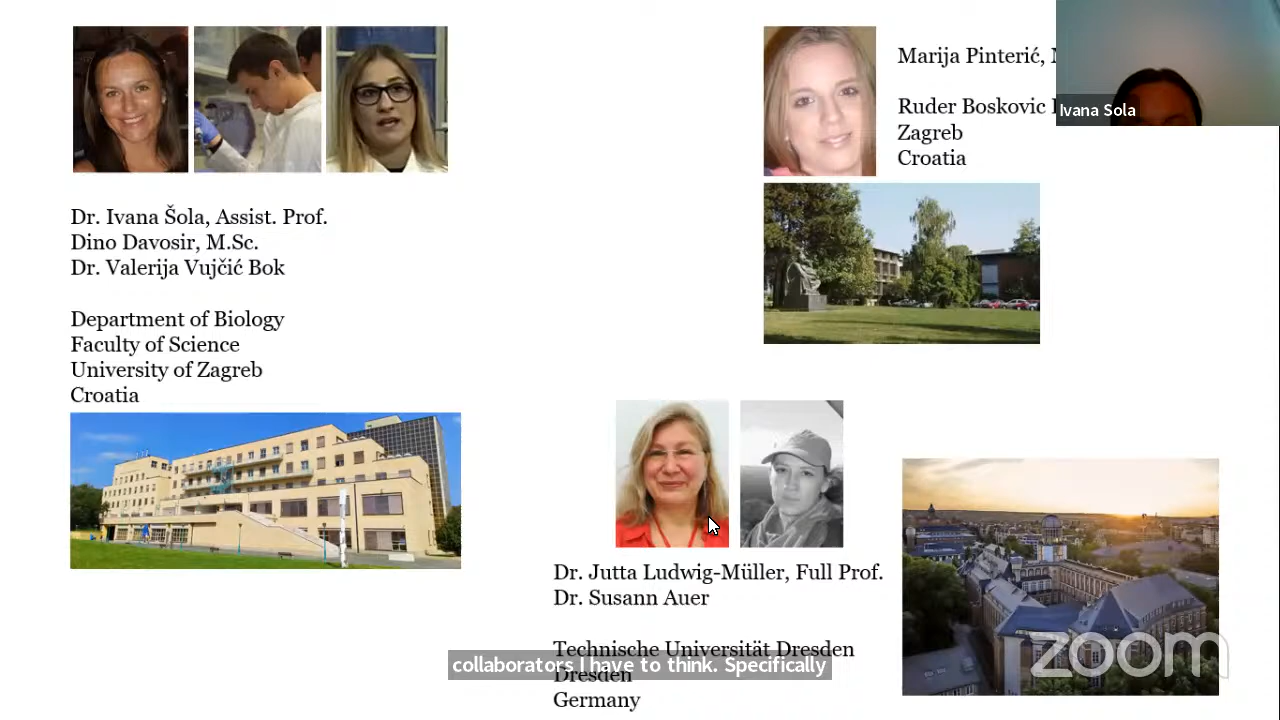 Dr. Ivana Šola, Assist. Prof.
Dino Davosir, M.Sc.
Dr. Valerija Vujčić Bok
Department of Biology
Faculty of Science
University of Zagreb
Croatia
Marija Pinterić,
Ruder Boskovic
Zagreb
Croatia
Ivana Sola
Dr. Jutta Ludwig-Müller, Full Prof.
Dr. Susann Auer
Technische Universität Dresden
Dresden
Germany
collaborators I have to think. Specifically
zoom